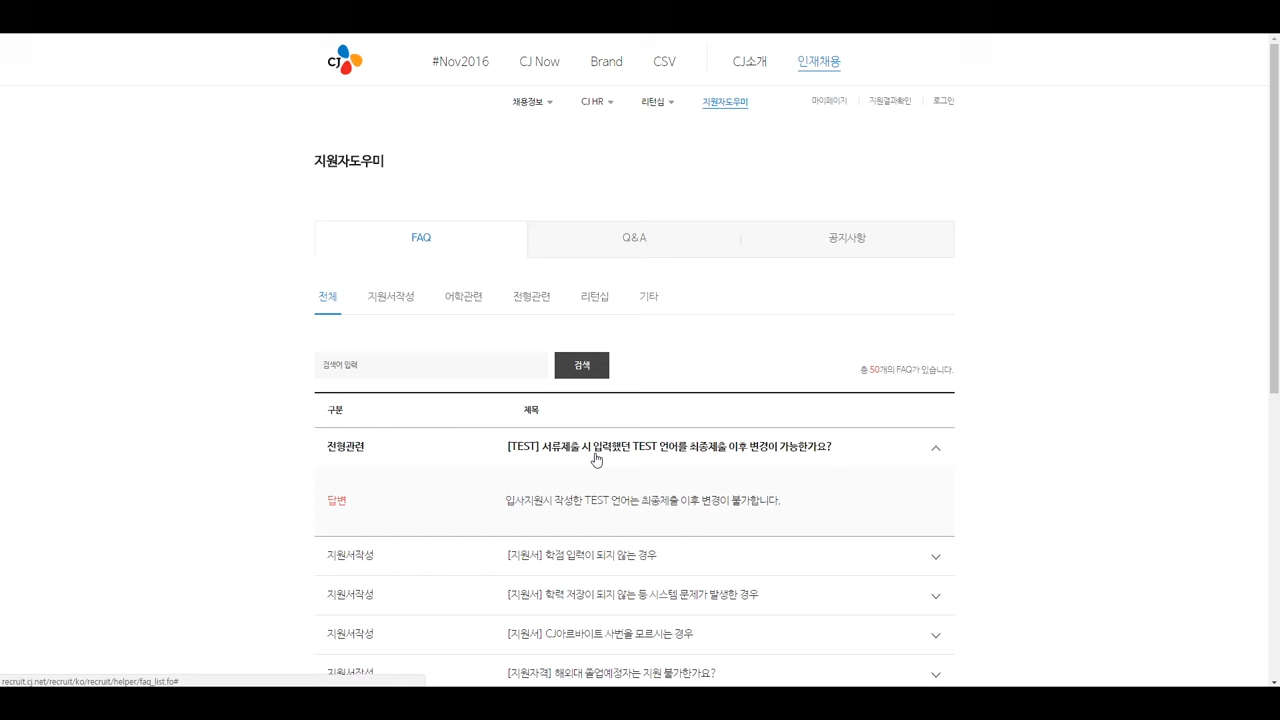 CJ
#Nov2016 CJ Now Brand CSV CJ소개 인재채용
채용정보 CJ HR 리턴십 지원자도우미 마이페이지 지원결과확인 로그인
지원자도우미
FAQ Q&A 공지사항
전체 지원서작성 어학관련 전형관련 리턴십 기타
검색어 입력 검색 총 50개의 FAQ가 있습니다.
구분 제목
전형관련 [TEST] 서류제출 시 입력했던 TEST 언어를 최종제출 이후 변경이 가능한가요?
답변 입사지원시 작성한 TEST 언어는 최종제출 이후 변경이 불가합니다.
지원서작성 [지원서] 학점 입력이 되지 않는 경우
지원서작성 [지원서] 학력 저장이 되지 않는 등 시스템 문제가 발생한 경우
지원서작성 [지원서] CJ아르바이트 사번을 모르시는 경우
지원서작성 [지원자격] 해외대 졸업예정자는 지원 불가한가요?
recruit.cj.net/recruit/ko/recruit/helper/faq_list.fo#